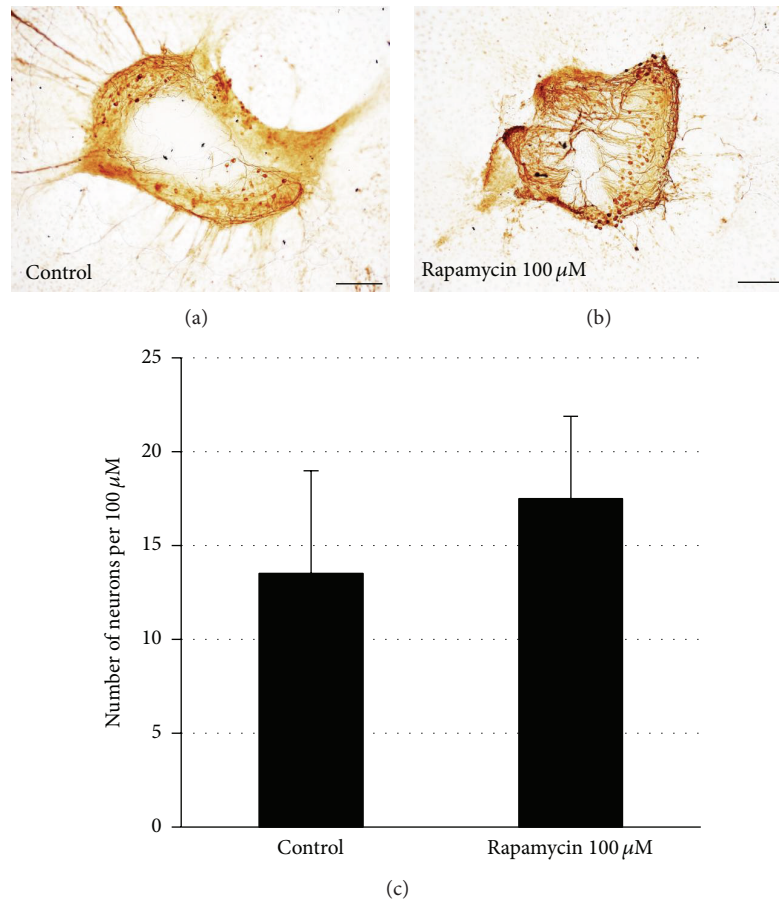 Control
Rapamycin 100 μM
(a)
(b)
25
20
15
10
5
0
Number of neurons per 100 μM
Control
Rapamycin 100 μM
(c)